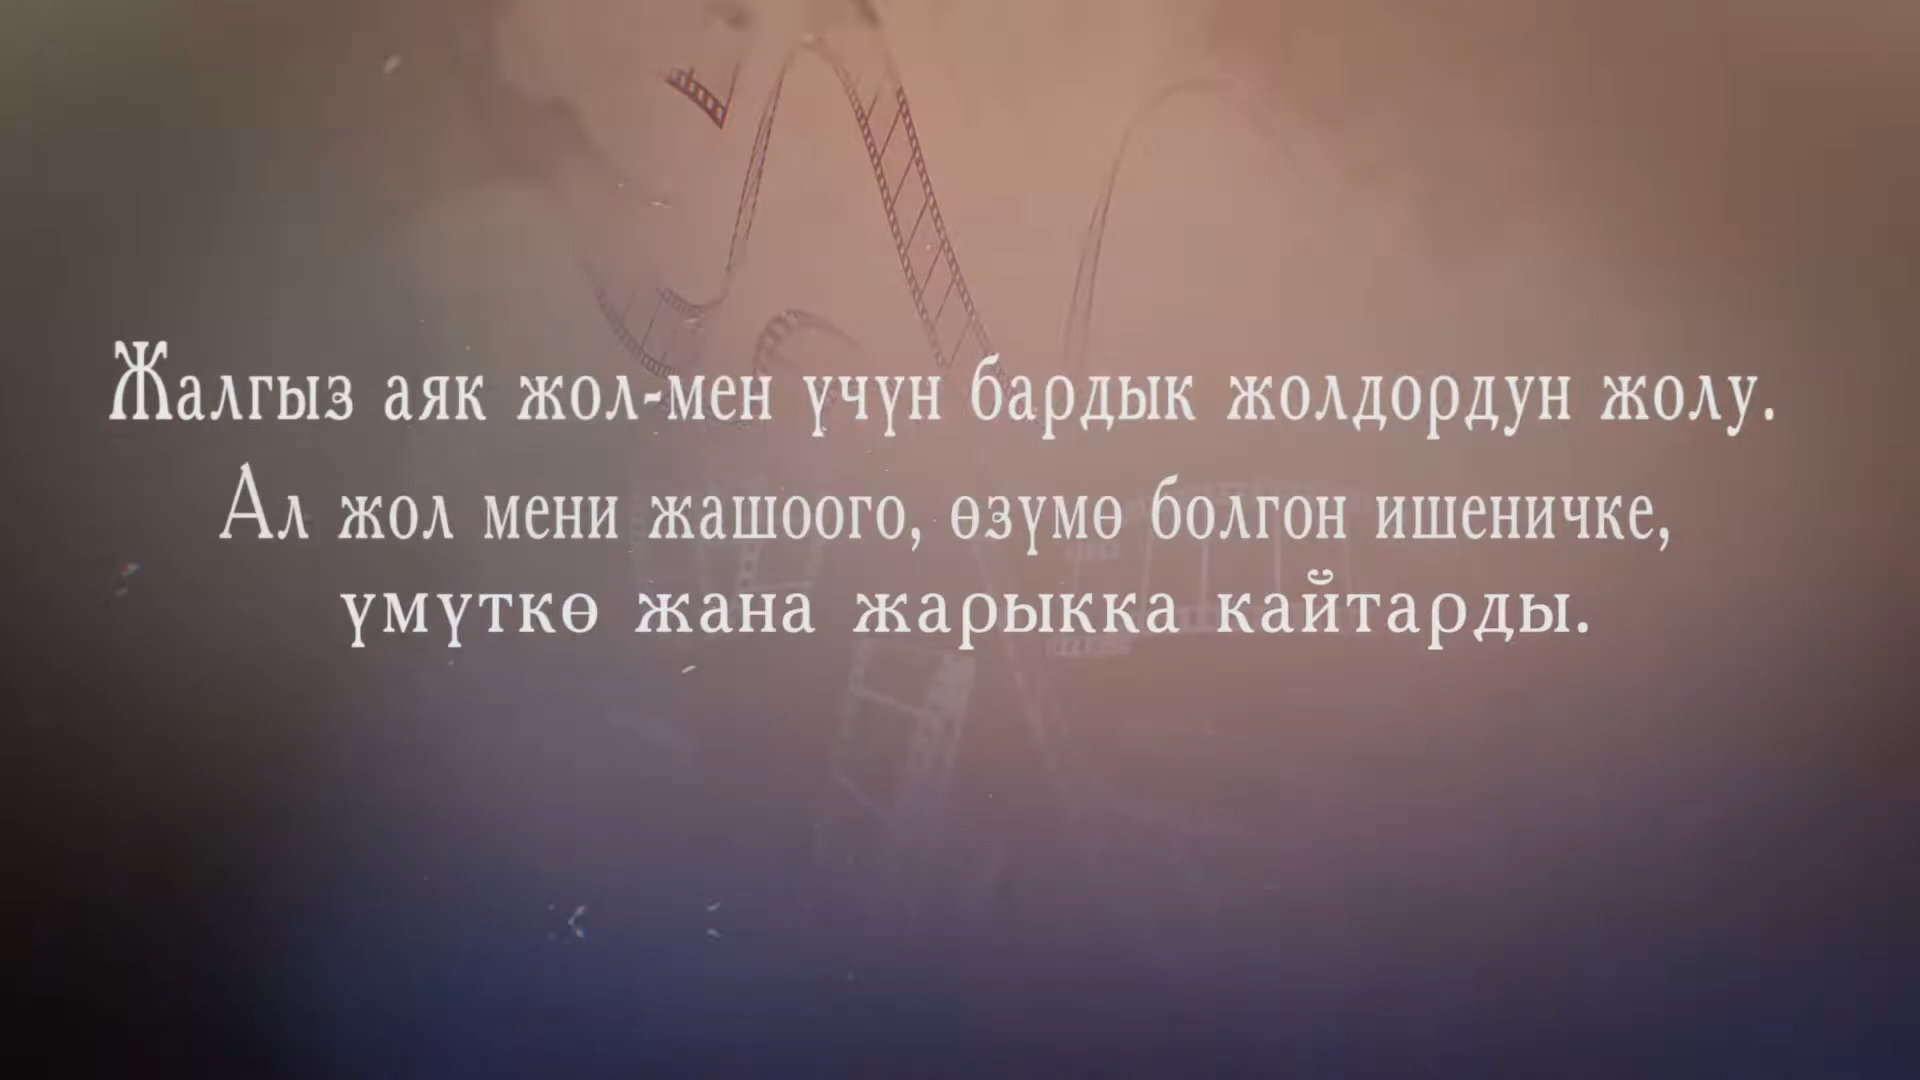 Жалгыз аяк жол-мен үчүн бардык жолдордун жолу.
Ал жол мени жашоого, өзүмө болгон ишеничке,
үмүткө жана жарыкка кайтарды.